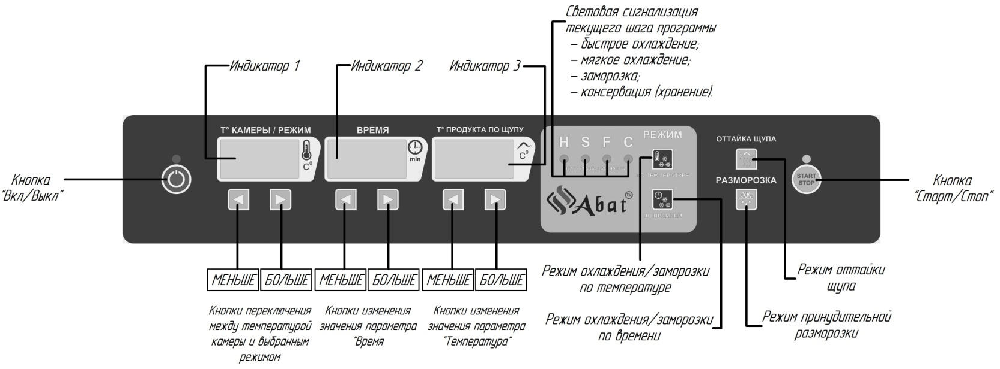 Световая сигнализация
текущего шага программы
– быстрое охлаждение;
– мягкое охлаждение;
– заморозка;
– консервация (хранение).
Индикатор 1
Индикатор 2
Индикатор 3
Т° КАМЕРЫ / РЕЖИМ
ВРЕМЯ
Т° ПРОДУКТА ПО ЩУПУ
C⁰
min
C⁰
H S F C
РЕЖИМ
ПО ТЕМПЕРАТУРЕ
Abat™
ПО ВРЕМЕНИ
ОТТАЙКА ЩУПА
РАЗМОРОЗКА
START
STOP
Кнопка
"Вкл/Выкл"
Кнопка
"Старт/Стоп"
МЕНЬШЕ
БОЛЬШЕ
МЕНЬШЕ
БОЛЬШЕ
МЕНЬШЕ
БОЛЬШЕ
Кнопки переключения
между температурой
камеры и выбранным
режимом
Кнопки изменения
значения параметра
"Время
Кнопки изменения
значения параметра
"Температура"
Режим охлаждения/заморозки
по температуре
Режим охлаждения/заморозки
по времени
Режим оттайки
щупа
Режим принудительной
разморозки